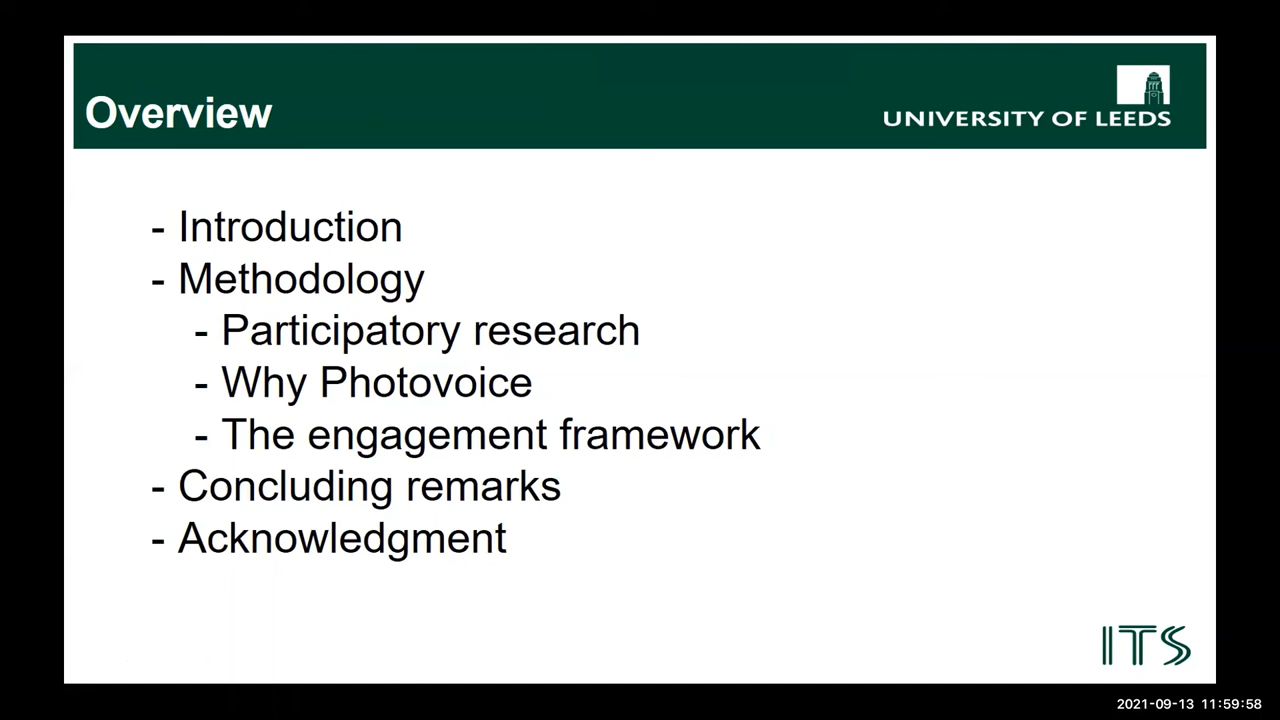 Overview
UNIVERSITY OF LEEDS
- Introduction
- Methodology
- Participatory research
- Why Photovoice
- The engagement framework
- Concluding remarks
- Acknowledgment
ITS
2021-09-13 11:59:58